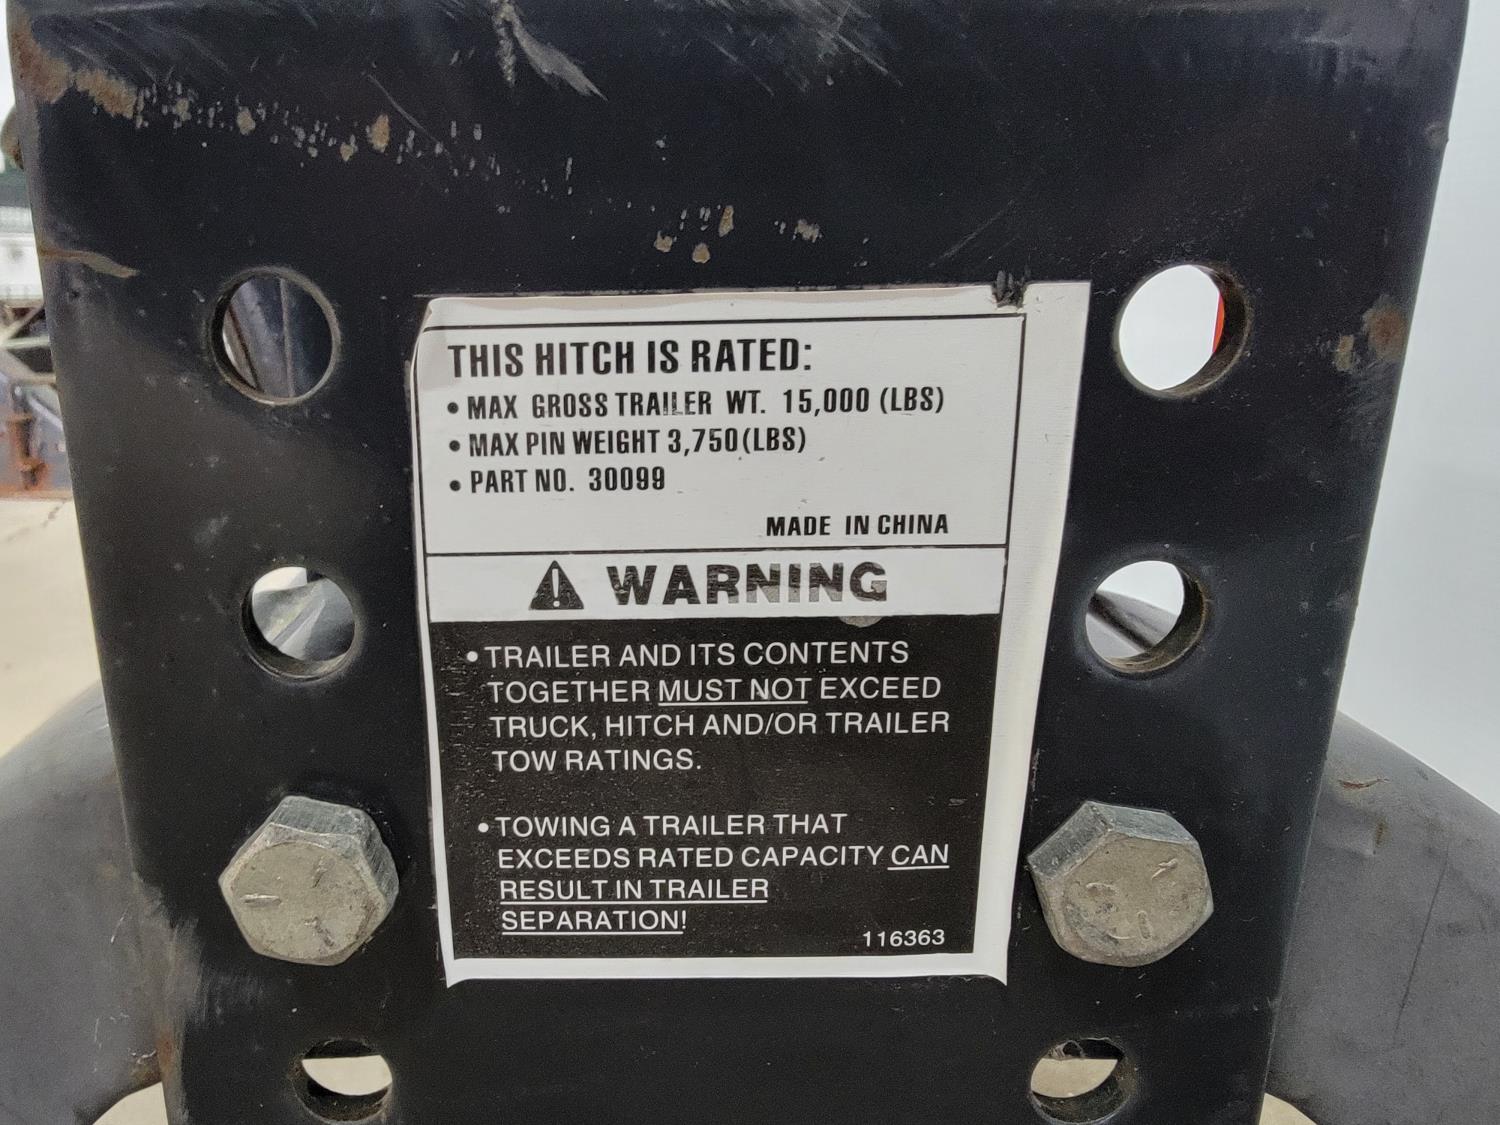 THIS HITCH IS RATED:
• MAX GROSS TRAILER WT. 15,000 (LBS)
• MAX PIN WEIGHT 3,750(LBS)
• PART NO. 30099
MADE IN CHINA
WARNING
• TRAILER AND ITS CONTENTS
TOGETHER MUST NOT EXCEED
TRUCK, HITCH AND/OR TRAILER
TOW RATINGS.
• TOWING A TRAILER THAT
EXCEEDS RATED CAPACITY CAN
RESULT IN TRAILER
SEPARATION!
116363